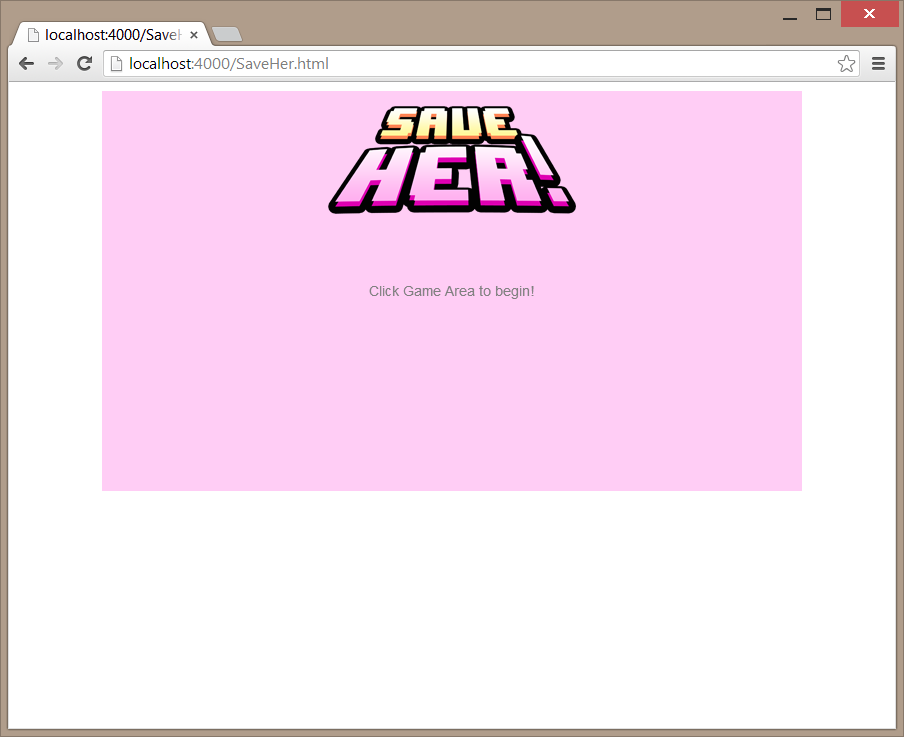 localhost:4000/SaveH
localhost:4000/SaveHer.html
SAVE
HER!
Click Game Area to begin!